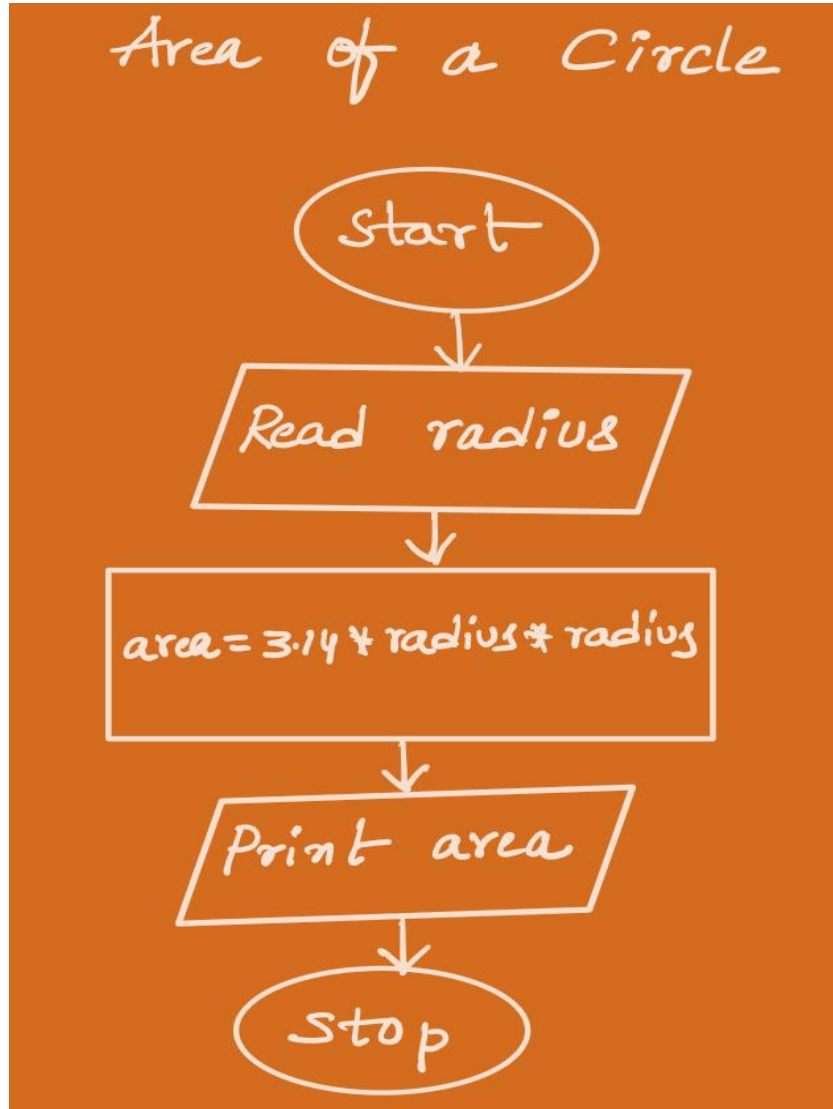 Area of a Circle
Start
Read radius
area = 3.14 * radius * radius
Print area
Stop